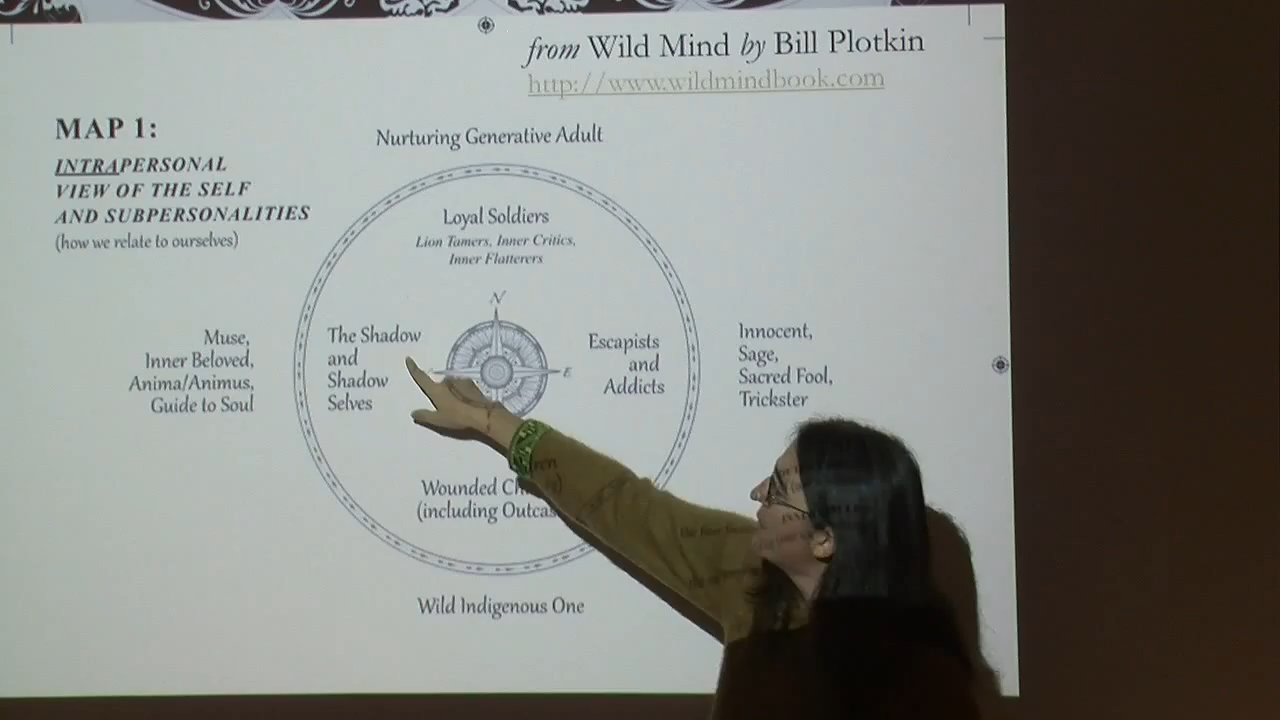 from Wild Mind by Bill Plotkin
http://www.wildmindbook.com
MAP 1:
INTRAPERSONAL
VIEW OF THE SELF
AND SUBPERSONALITIES
(how we relate to ourselves)
Nurturing Generative Adult
Loyal Soldiers
Lion Tamers, Inner Critics,
Inner Flatterers
N
Muse,
Inner Beloved,
Anima/Animus,
Guide to Soul
The Shadow
and
Shadow
Selves
E
Escapists
and
Addicts
Innocent,
Sage,
Sacred Fool,
Trickster
Wounded
(including
Wild Indigenous One